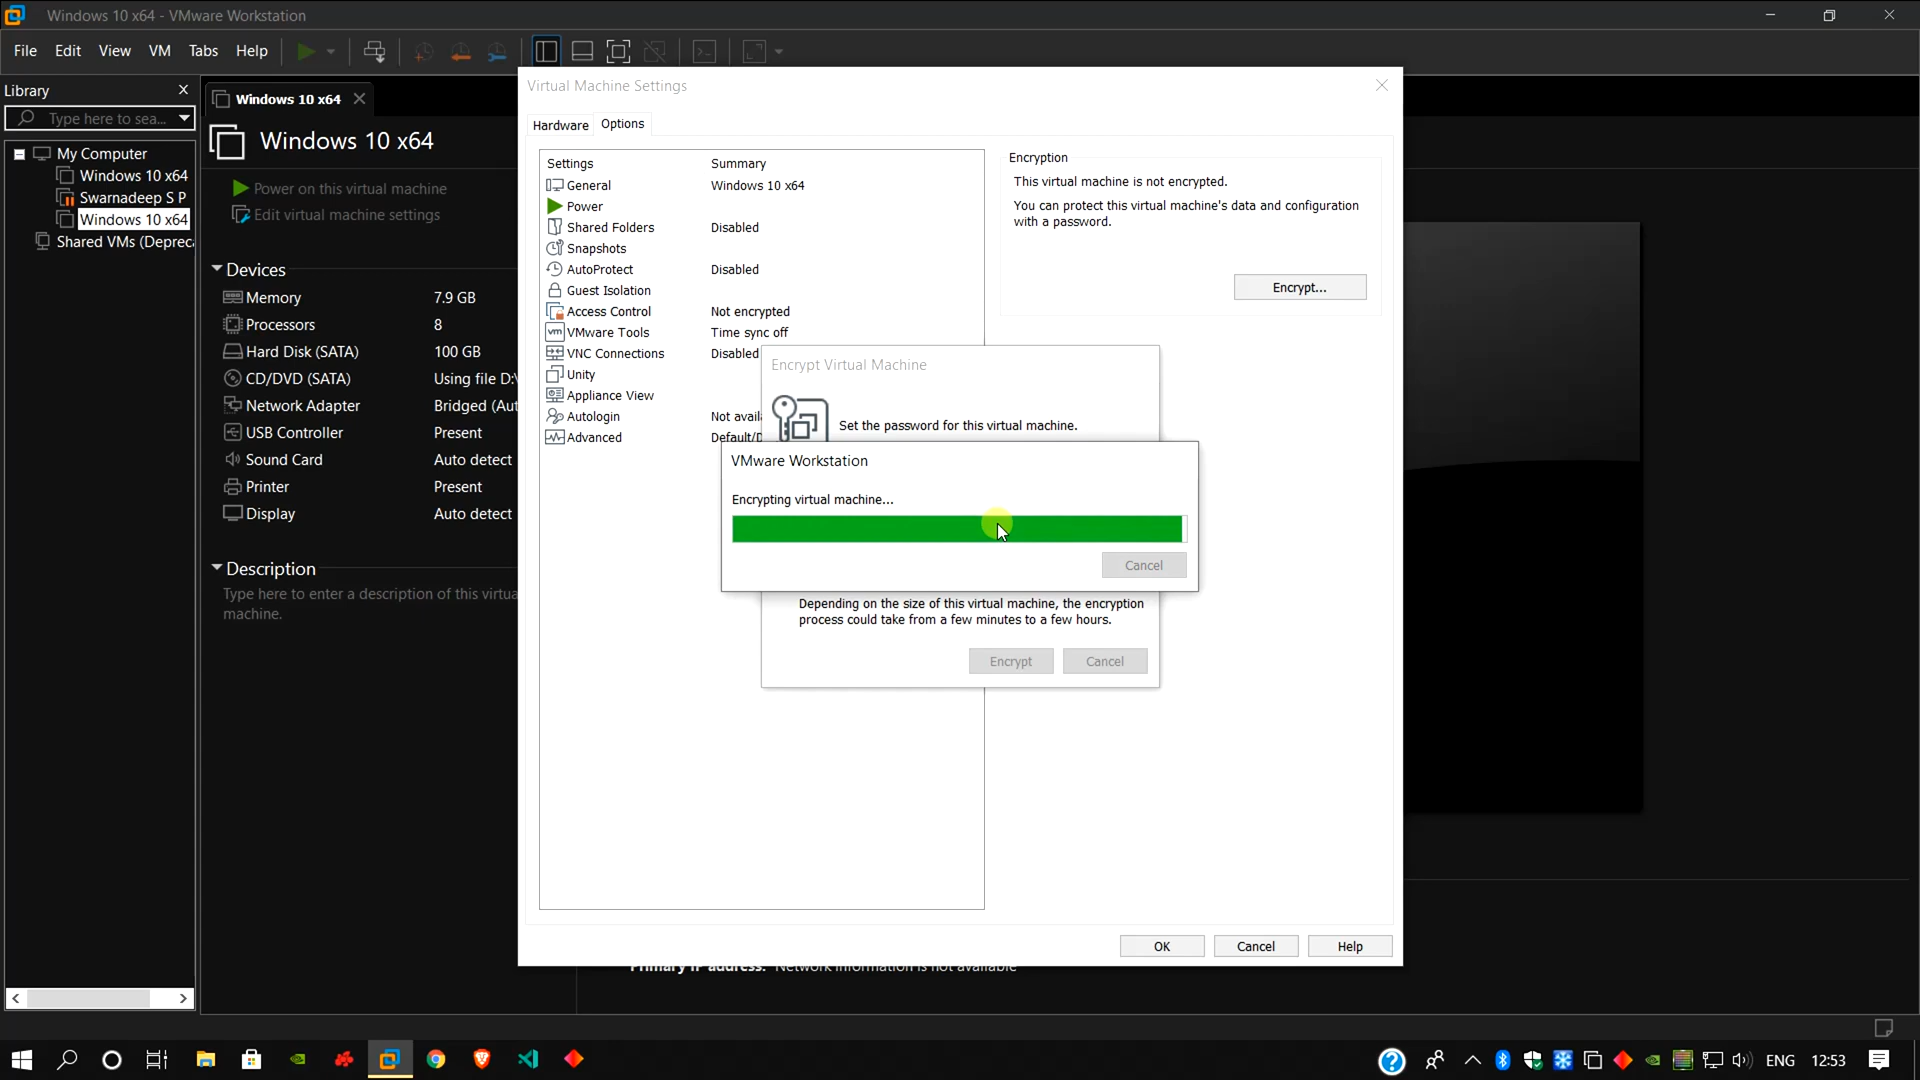 Windows 10 x64 - VMware Workstation
File Edit View VM Tabs Help
Library
Type here to sea...
My Computer
Windows 10 x64
Swarnadeep S P
Windows 10 x64
Shared VMs (Depreca
Windows 10 x64
Windows 10 x64
Power on this virtual machine
Edit virtual machine settings
Devices
Memory 7.9 GB
Processors 8
Hard Disk (SATA) 100 GB
CD/DVD (SATA) Using file D:\
Network Adapter Bridged (Aut
USB Controller Present
Sound Card Auto detect
Printer Present
Display Auto detect
Description
Type here to enter a description of this virtua
machine.
Virtual Machine Settings
Hardware Options
Settings Summary
General Windows 10 x64
Power
Shared Folders Disabled
Snapshots
AutoProtect Disabled
Guest Isolation
Access Control Not encrypted
VMware Tools Time sync off
VNC Connections Disabled
Unity
Appliance View
Autologin Not avail
Advanced Default/D
Encryption
This virtual machine is not encrypted.
You can protect this virtual machine's data and configuration
with a password.
Encrypt...
Encrypt Virtual Machine
Set the password for this virtual machine.
VMware Workstation
Encrypting virtual machine...
Cancel
Depending on the size of this virtual machine, the encryption
process could take from a few minutes to a few hours.
Encrypt Cancel
OK Cancel Help
Primary IP address: Network information is not available
ENG 12:53